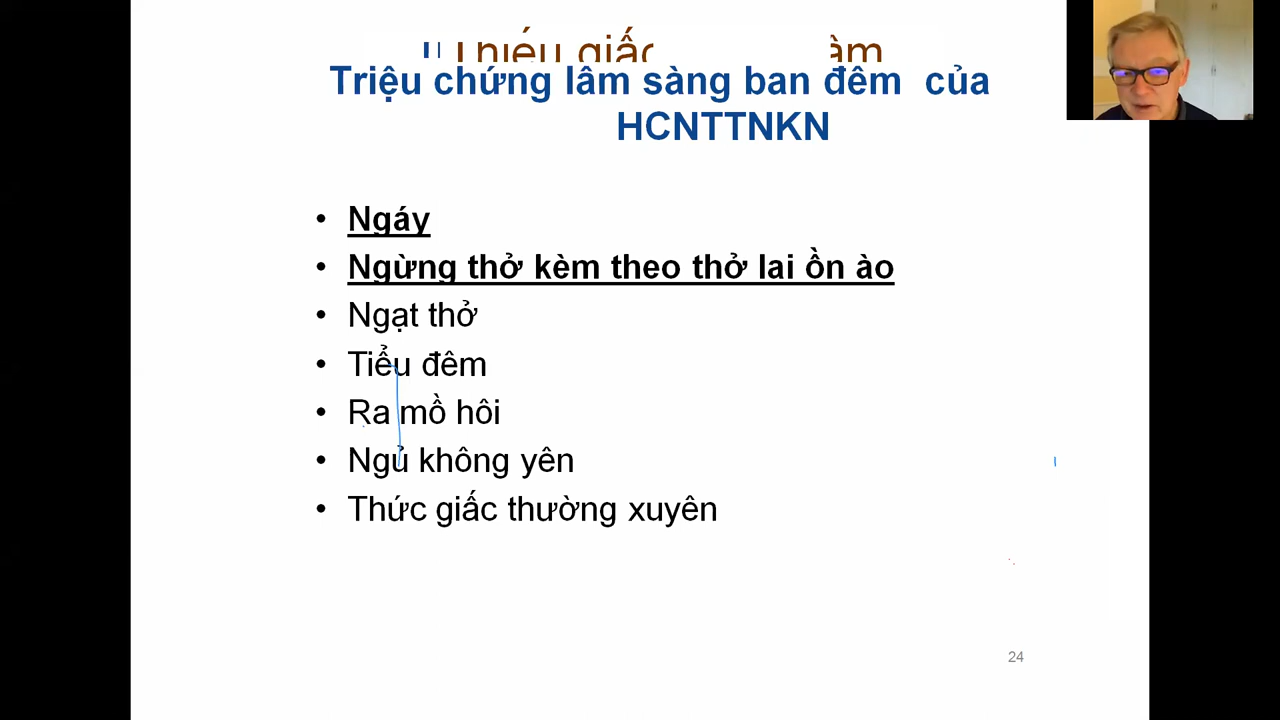 Triệu chứng lâm sàng ban đêm của
HCNTTNKN
• Ngáy
• Ngừng thở kèm theo thở lai ồn ào
• Ngạt thở
• Tiểu đêm
• Ra mồ hôi
• Ngủ không yên
• Thức giấc thường xuyên
24